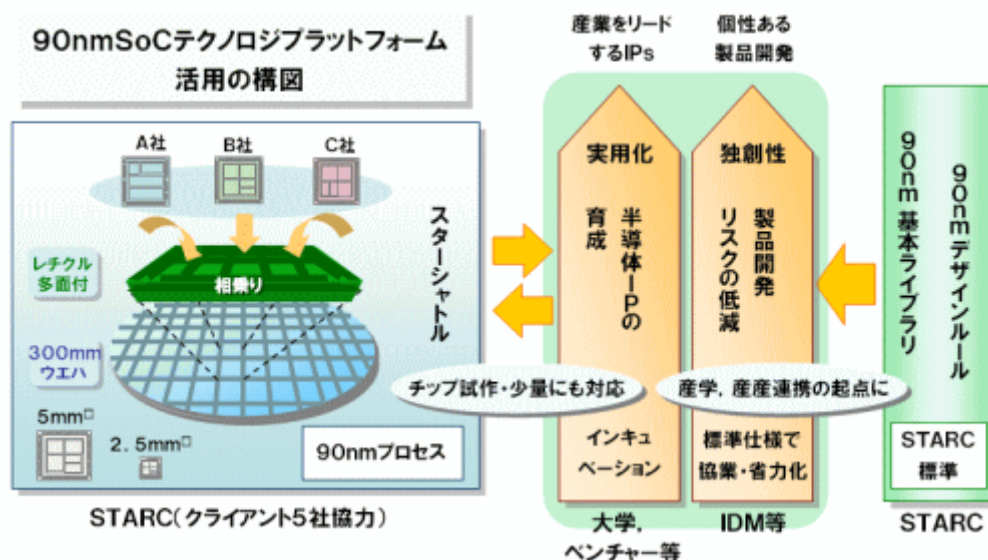 90nmSoCテクノロジプラットフォーム
活用の構図
A社
B社
C社
レチクル
多面付
相乗り
300mm
ウエハ
5mm□
2.5mm□
90nmプロセス
スターシャトル
STARC(クライアント5社協力)
産業をリード
するIPs
実用化
半導体IPの
育成
インキュ
ベーション
大学,
ベンチャー等
個性ある
製品開発
独創性
製品開発
リスクの低減
標準仕様で
協業・省力化
IDM等
チップ試作・少量にも対応
産学,産産連携の起点に
90nmデザインルール
90nm基本ライブラリ
STARC
標準
STARC